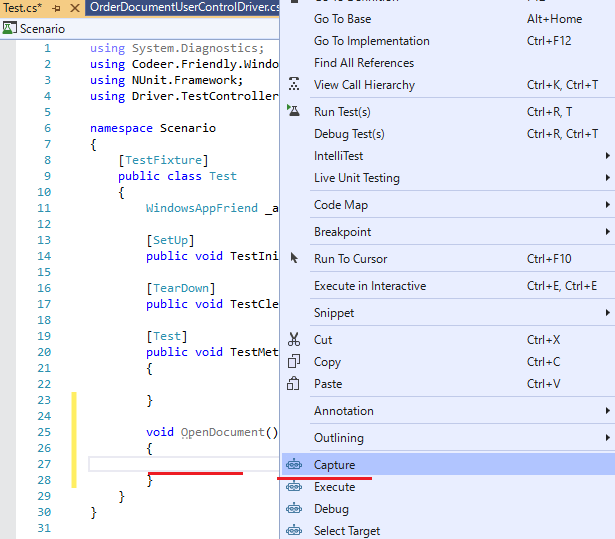 Test.cs*
OrderDocumentUserControlDriver.cs
Scenario
1 using System.Diagnostics;
2 using Codeer.Friendly.Windo
3 using NUnit.Framework;
4 using Driver.TestController
5
6 namespace Scenario
7 {
8 [TestFixture]
9 public class Test
10 {
11 WindowsAppFriend _a
12
13 [SetUp]
14 public void TestIni
15
16 [TearDown]
17 public void TestCle
18
19 [Test]
20 public void TestMet
21 {
22
23 }
24
25 void OpenDocument()
26 {
27
28 }
29 }
30 }
31
Go To Base Alt+Home
Go To Implementation Ctrl+F12
Find All References
View Call Hierarchy Ctrl+K, Ctrl+T
Run Test(s) Ctrl+R, T
Debug Test(s) Ctrl+R, Ctrl+T
IntelliTest
Live Unit Testing
Code Map
Breakpoint
Run To Cursor Ctrl+F10
Execute in Interactive Ctrl+E, Ctrl+E
Snippet
Cut Ctrl+X
Copy Ctrl+C
Paste Ctrl+V
Annotation
Outlining
Capture
Execute
Debug
Select Target